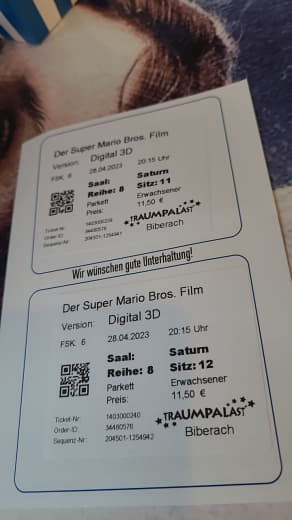 Der Super Mario Bros. Film
Version: Digital 3D
FSK: 6 28.04.2023 20:15 Uhr
Saal: Saturn
Reihe: 8 Sitz: 11
Parkett Erwachsener
Preis: 11,50 €
TRAUMPALAST
Biberach
Ticket-Nr:
Order-ID: 34480576
Sequenz-Nr: 204501-1254941
Wir wünschen gute Unterhaltung!
Der Super Mario Bros. Film
Version: Digital 3D
FSK: 6 28.04.2023 20:15 Uhr
Saal: Saturn
Reihe: 8 Sitz: 12
Parkett Erwachsener
Preis: 11,50 €
TRAUMPALAST
Biberach
Ticket-Nr: 1403000240
Order-ID: 34480576
Sequenz-Nr: 204501-1254942